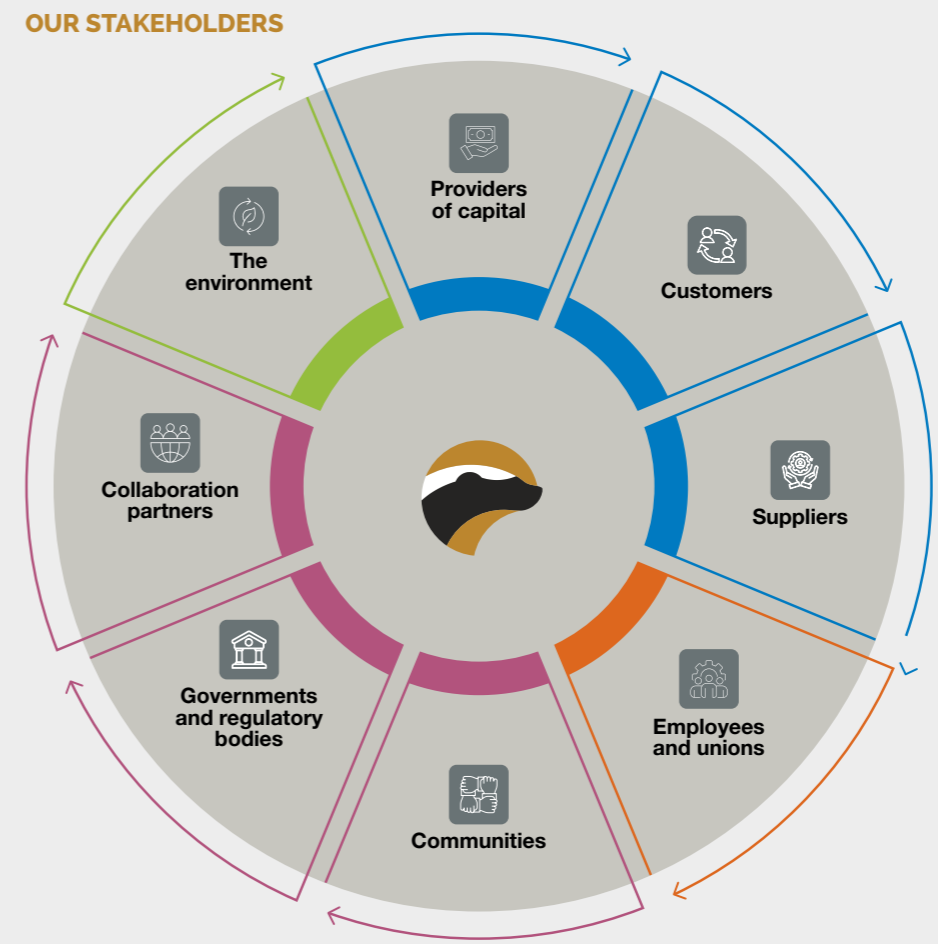 OUR STAKEHOLDERS
Providers
of capital
Customers
Suppliers
Employees
and unions
Communities
Governments
and regulatory
bodies
Collaboration
partners
The
environment